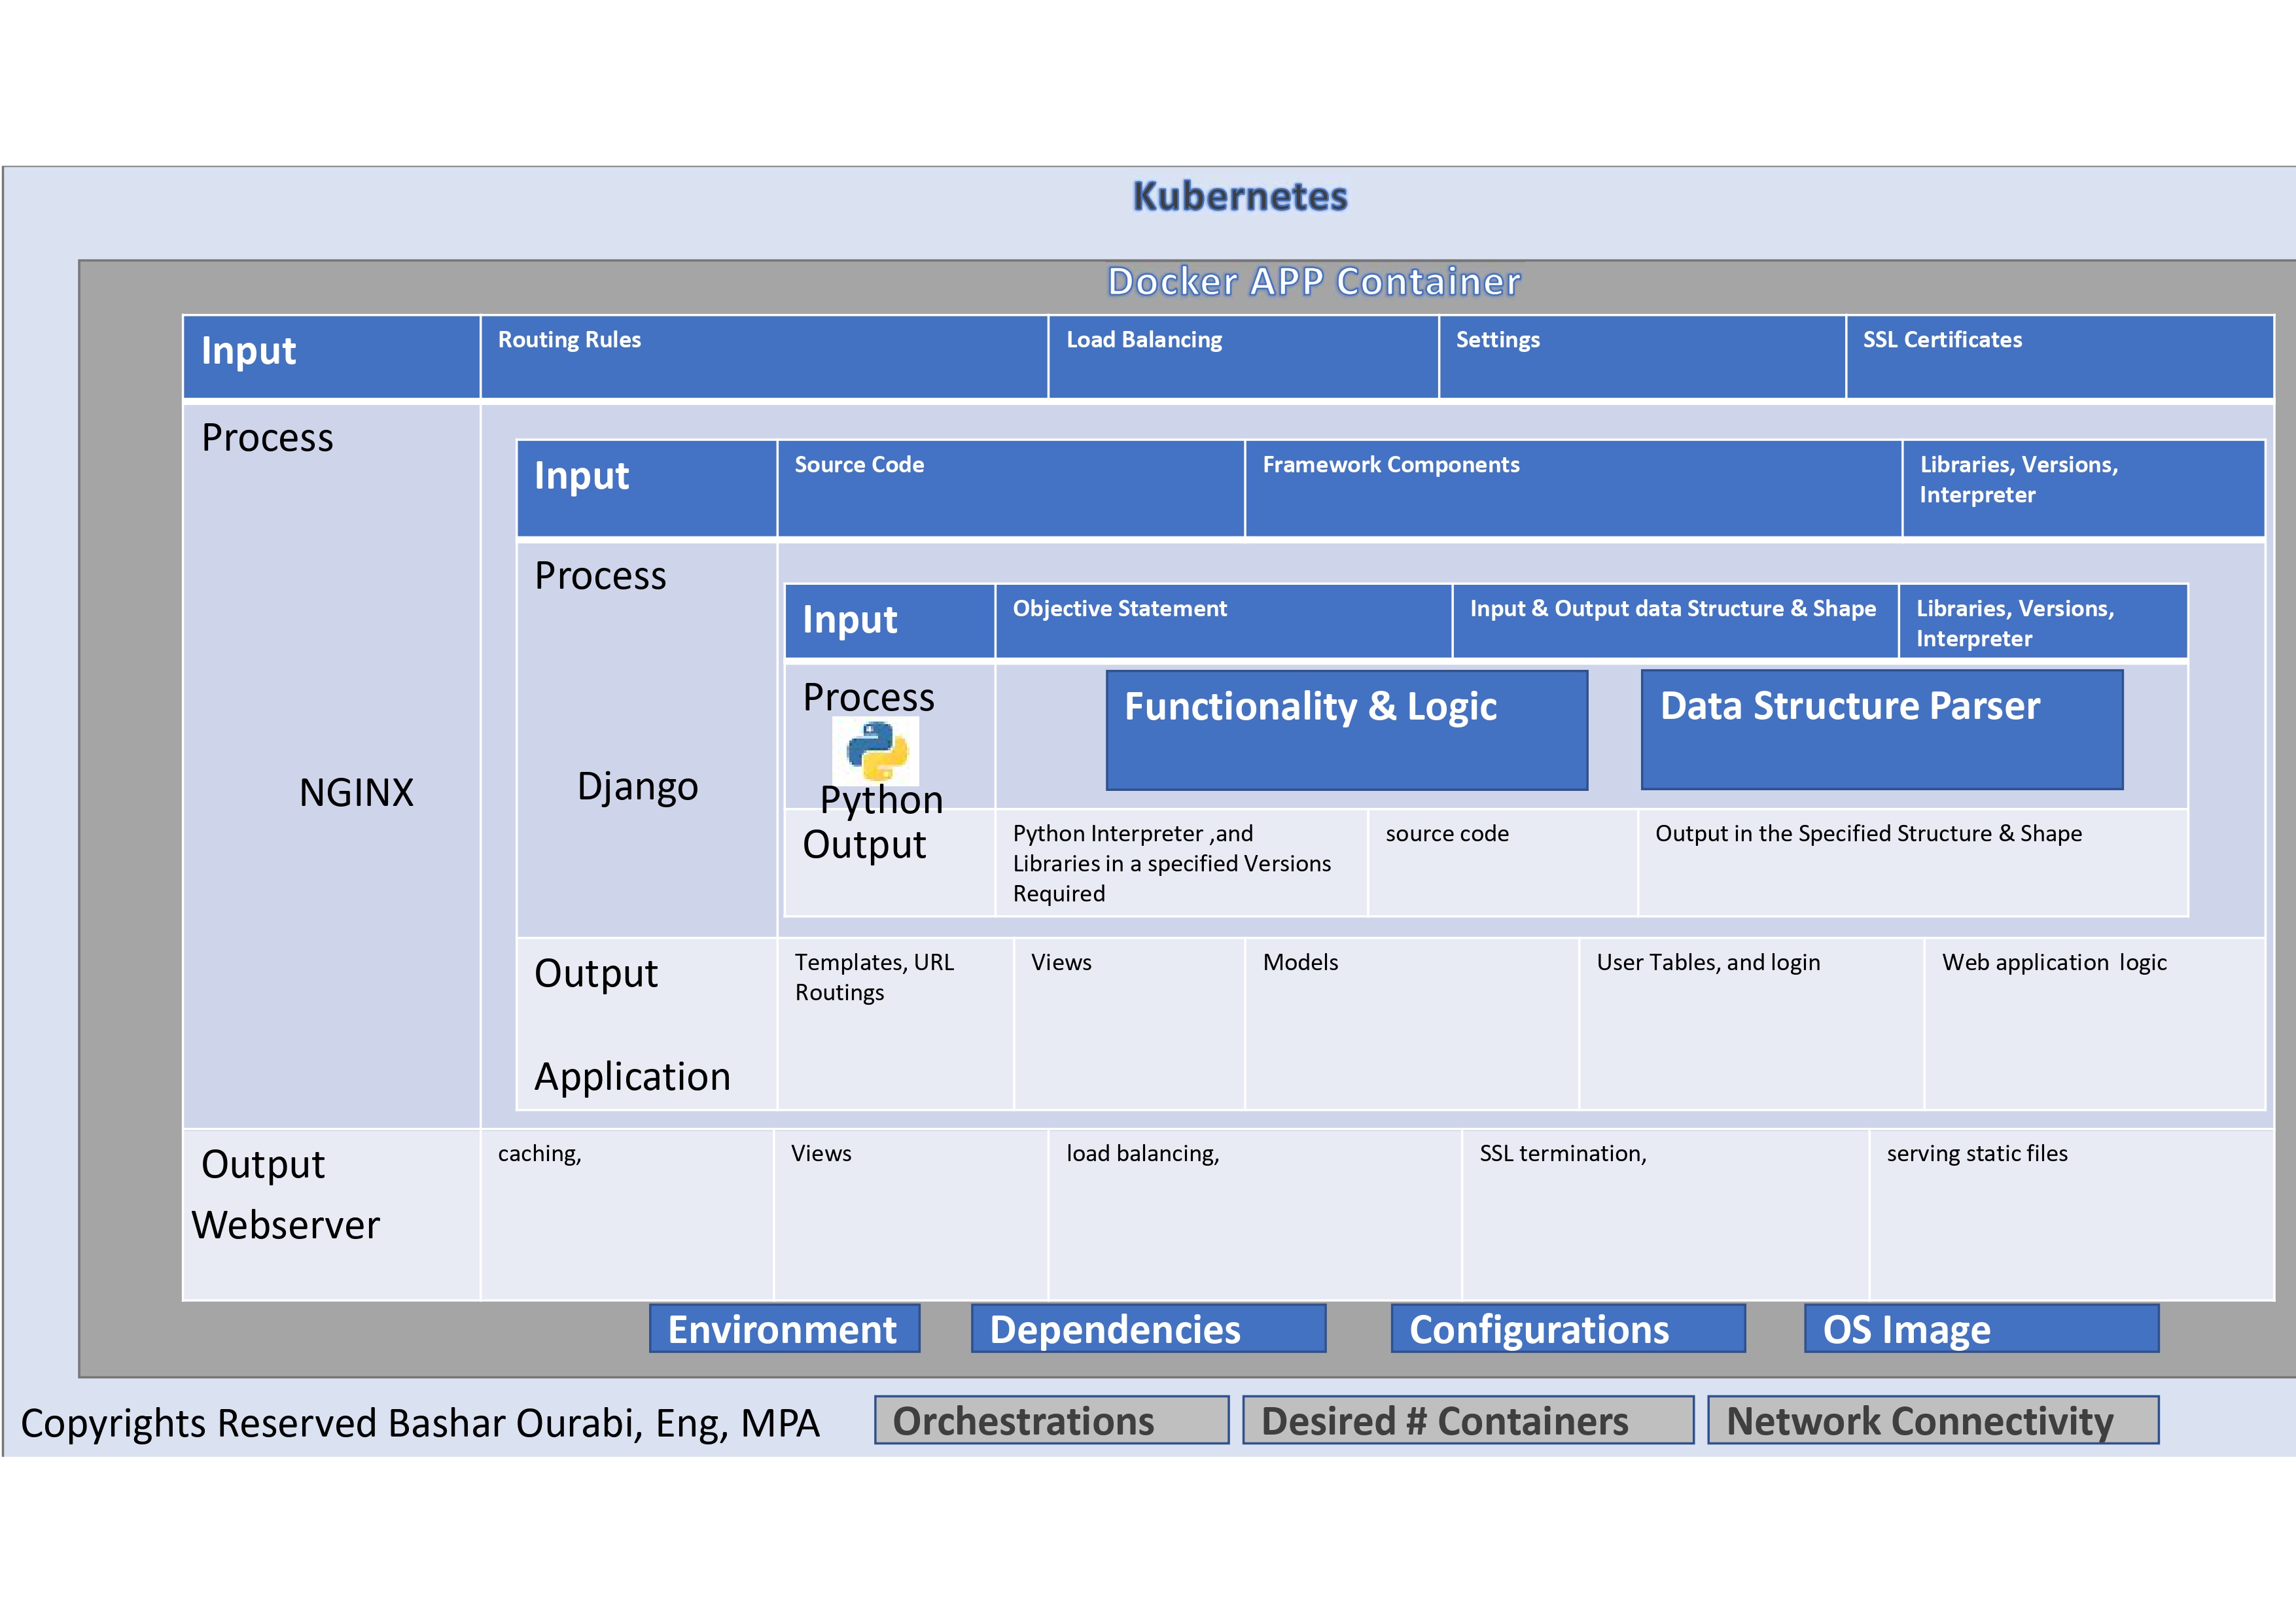 Kubernetes
Docker APP Container
Input
Routing Rules
Load Balancing
Settings
SSL Certificates
Process
NGINX
Input
Source Code
Framework Components
Libraries, Versions,
Interpreter
Process
Django
Input
Objective Statement
Input & Output data Structure & Shape
Libraries, Versions,
Interpreter
Process
Python
Functionality & Logic
Data Structure Parser
Output
Python Interpreter ,and
Libraries in a specified Versions
Required
source code
Output in the Specified Structure & Shape
Output
Application
Templates, URL
Routings
Views
Models
User Tables, and login
Web application logic
Output
Webserver
caching,
Views
load balancing,
SSL termination,
serving static files
Environment
Dependencies
Configurations
OS Image
Copyrights Reserved Bashar Ourabi, Eng, MPA
Orchestrations
Desired # Containers
Network Connectivity